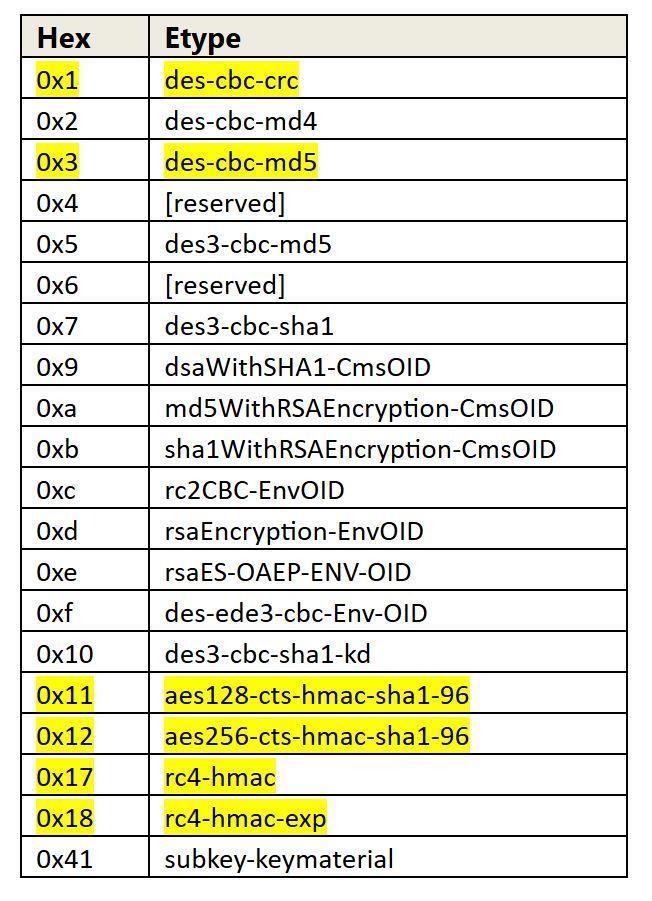 Hex Etype
0x1 des-cbc-crc
0x2 des-cbc-md4
0x3 des-cbc-md5
0x4 [reserved]
0x5 des3-cbc-md5
0x6 [reserved]
0x7 des3-cbc-sha1
0x9 dsaWithSHA1-CmsOID
0xa md5WithRSAEncryption-CmsOID
0xb sha1WithRSAEncryption-CmsOID
0xc rc2CBC-EnvOID
0xd rsaEncryption-EnvOID
0xe rsaES-OAEP-ENV-OID
0xf des-ede3-cbc-Env-OID
0x10 des3-cbc-sha1-kd
0x11 aes128-cts-hmac-sha1-96
0x12 aes256-cts-hmac-sha1-96
0x17 rc4-hmac
0x18 rc4-hmac-exp
0x41 subkey-keymaterial